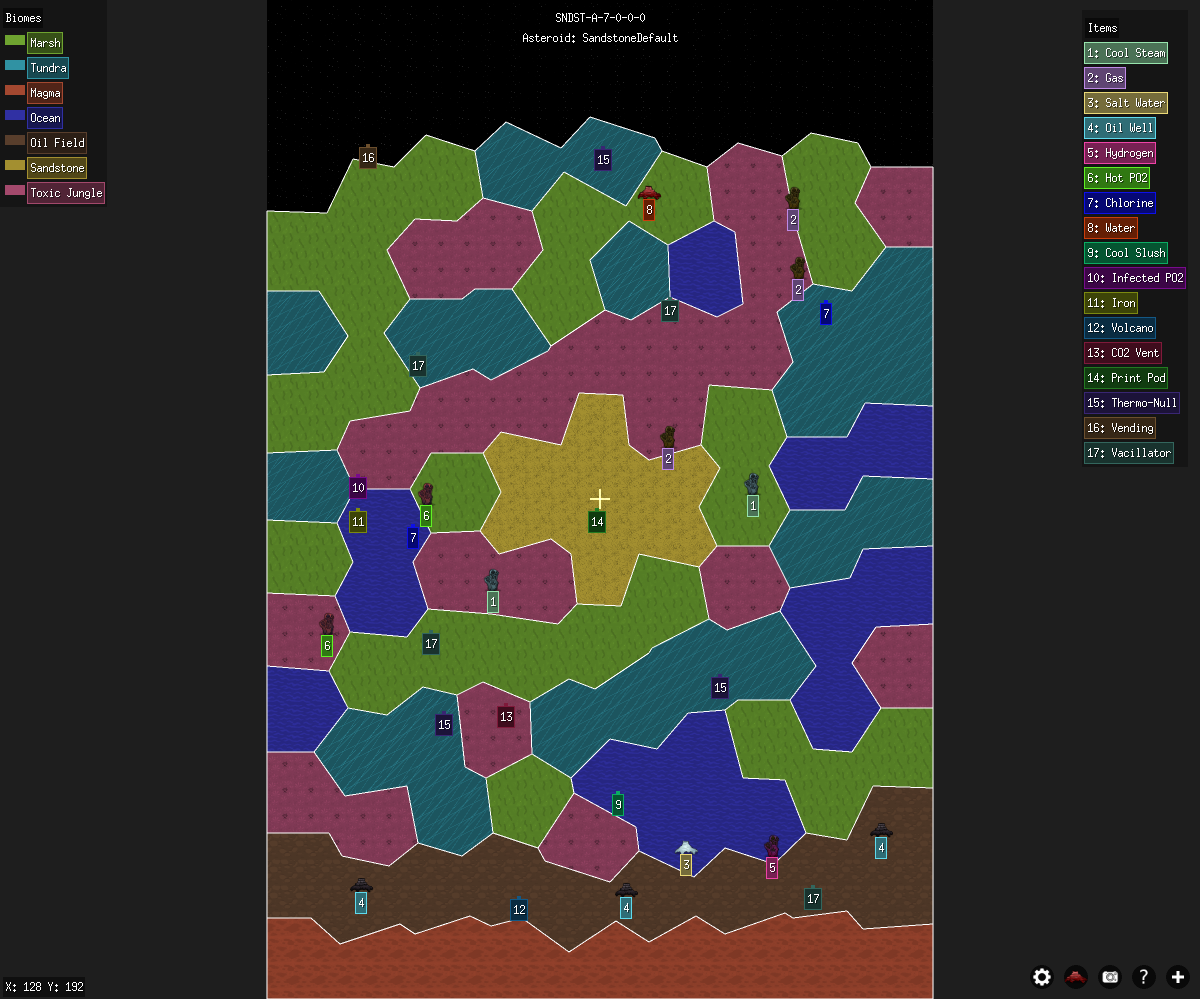 Biomes
Marsh
Tundra
Magma
Ocean
Oil Field
Sandstone
Toxic Jungle
SNDST-A-7-0-0-0
Asteroid: SandstoneDefault
Items
1: Cool Steam
2: Gas
3: Salt Water
4: Oil Well
5: Hydrogen
6: Hot PO2
7: Chlorine
8: Water
9: Cool Slush
10: Infected PO2
11: Iron
12: Volcano
13: CO2 Vent
14: Print Pod
15: Thermo-Null
16: Vending
17: Vacillator
16
15
8
2
2
17
7
17
2
10
6
1
11
14
7
1
6
17
15
13
15
9
4
3
5
4
12
4
17
X: 128 Y: 192
?